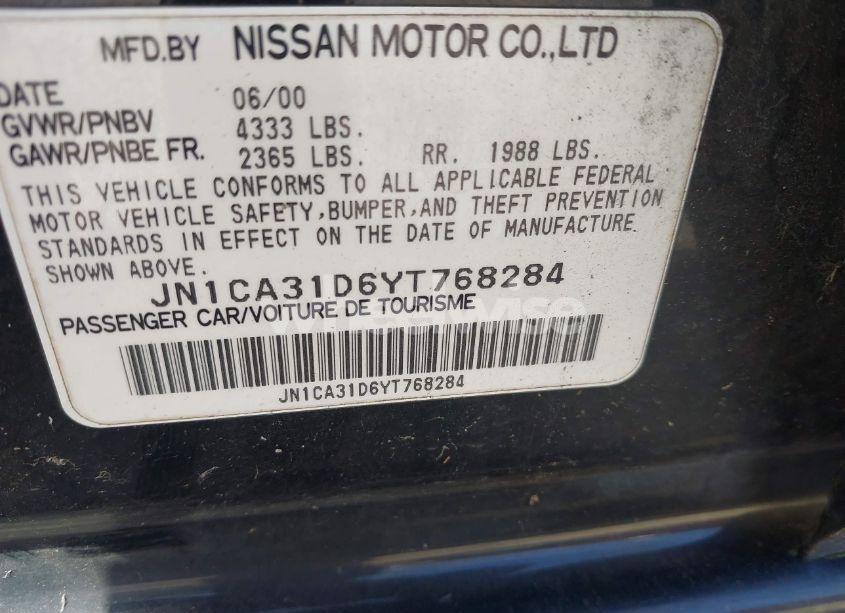 MFD.BY NISSAN MOTOR CO.,LTD
DATE 06/00
GVWR/PNBV 4333 LBS.
GAWR/PNBE FR. 2365 LBS. RR. 1988 LBS.
THIS VEHICLE CONFORMS TO ALL APPLICABLE FEDERAL
MOTOR VEHICLE SAFETY,BUMPER,AND THEFT PREVENTION
STANDARDS IN EFFECT ON THE DATE OF MANUFACTURE
SHOWN ABOVE.
JN1CA31D6YT768284
PASSENGER CAR/VOITURE DE TOURISME
wheelwise
JN1CA31D6YT768284